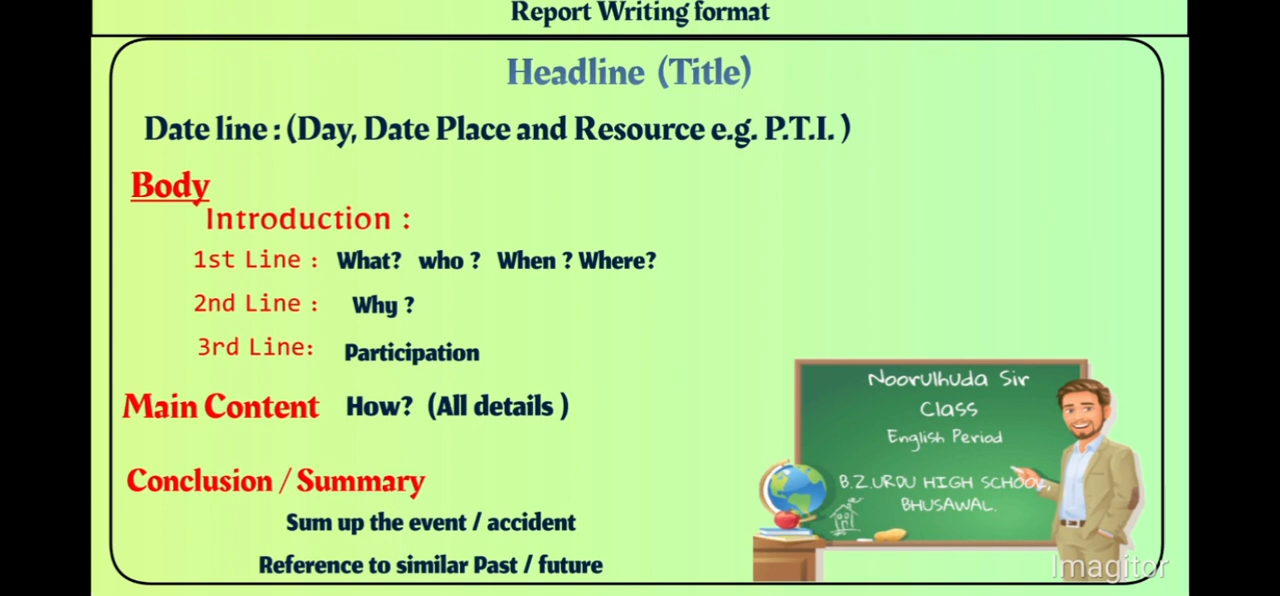 Report Writing format
Headline (Title)
Date line : (Day, Date Place and Resource e.g. P.T.I. )
Body
Introduction :
1st Line : What? who ? When ? Where?
2nd Line : Why ?
3rd Line: Participation
Main Content How? (All details )
Conclusion / Summary
Sum up the event / accident
Reference to similar Past / future
Noorulhuda Sir
Class
English Period
B.Z.URDU HIGH SCHOOL,
BHUSAWAL.
Imagitor